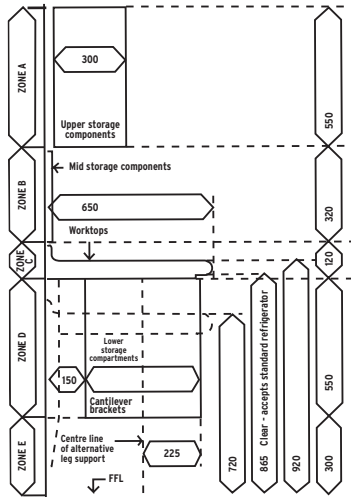 ZONE A
300
Upper storage
components
550
ZONE B
Mid storage components
650
320
Worktops
ZONE
C
120
ZONE D
Lower
storage
compartments
150
Cantilever
brackets
720
865 Clear - accepts standard refrigerator
920
550
ZONE E
Centre line
of alternative
leg support
225
FFL
300